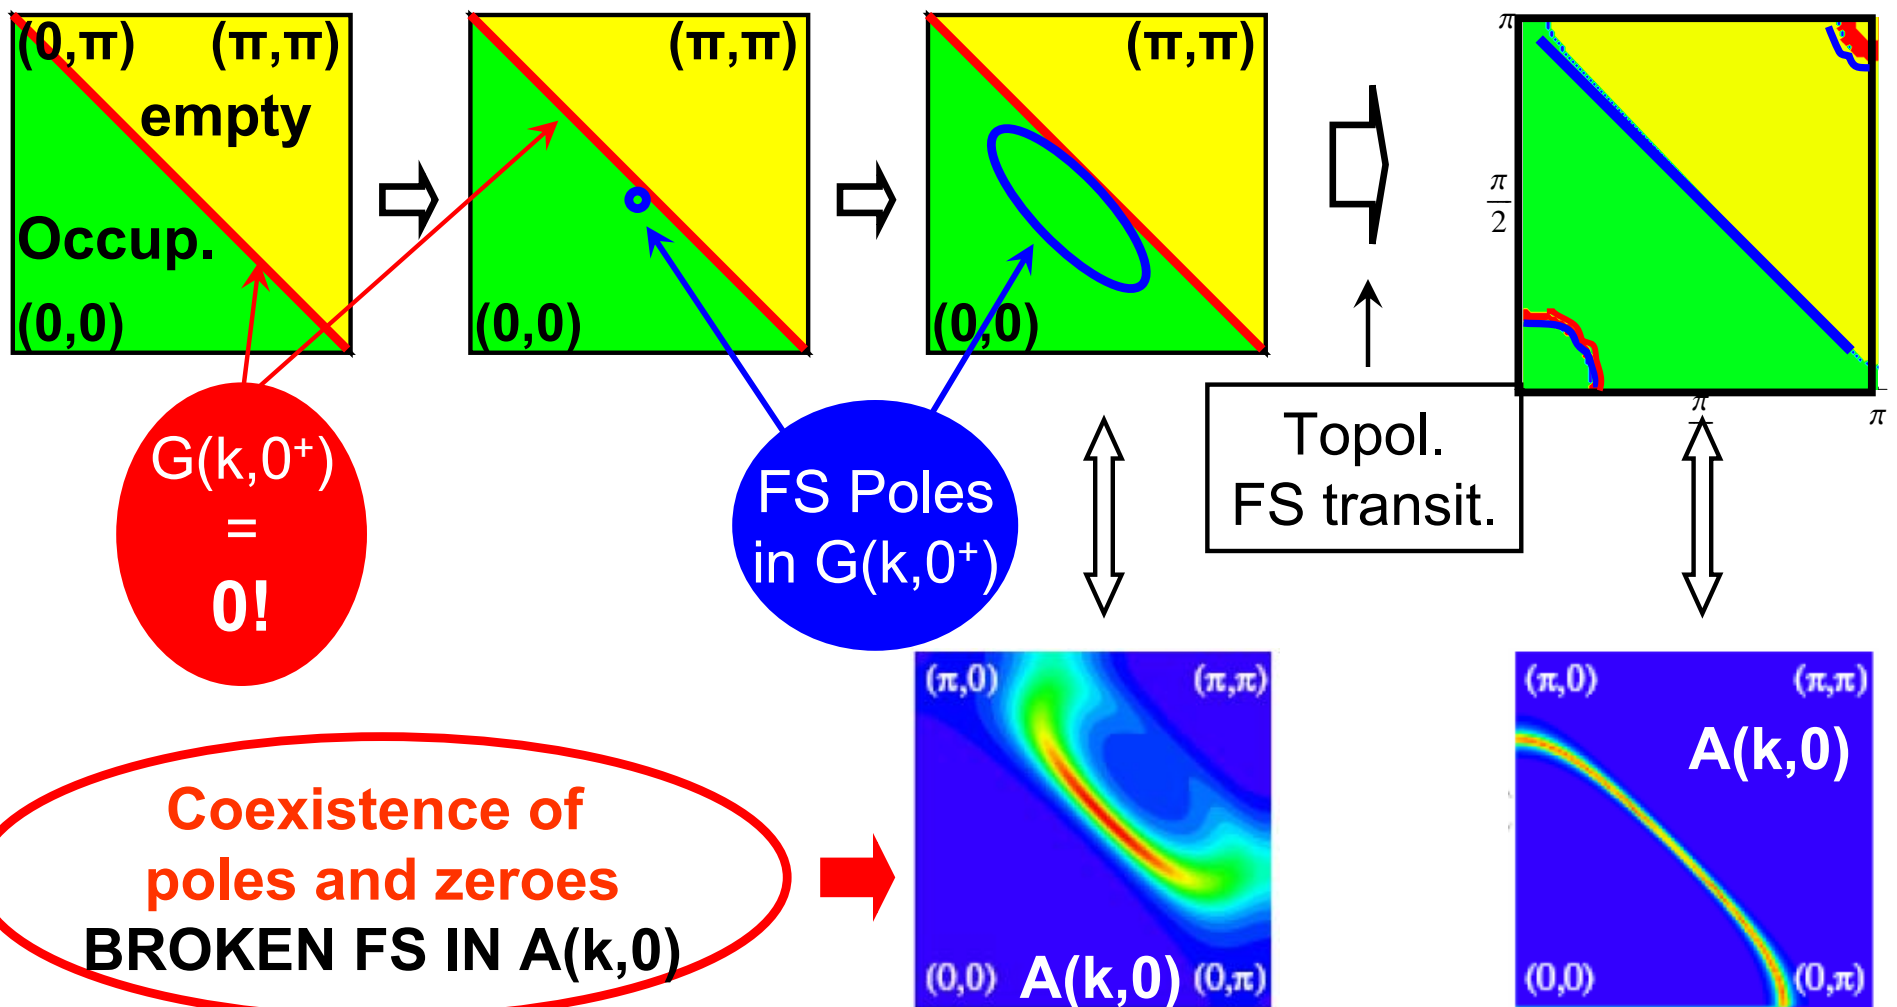 (0,π) (π,π)
empty
Occup.
(0,0)
(π,π)
(0,0)
(π,π)
(0,0)
π
π
2
π
π
G(k,0⁺)
=
0!
FS Poles
in G(k,0⁺)
Topol.
FS transit.
Coexistence of
poles and zeroes
BROKEN FS IN A(k,0)
(π,0) (π,π)
(0,0) A(k,0) (0,π)
(π,0) (π,π)
A(k,0)
(0,0) (0,π)